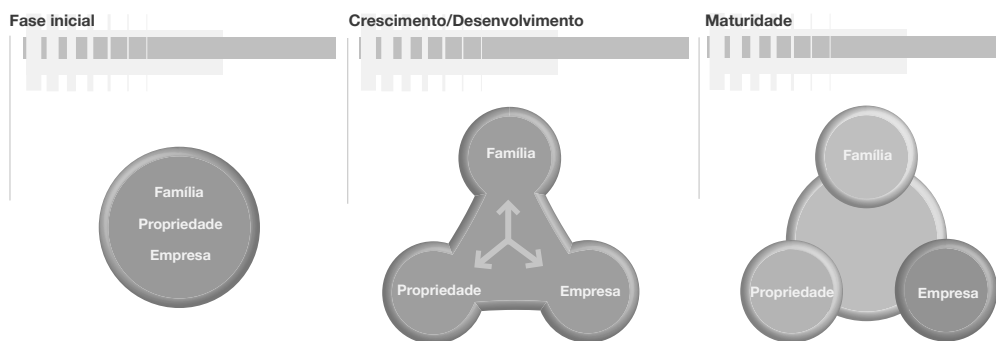 Fase inicial
Família
Propriedade
Empresa
Crescimento/Desenvolvimento
Família
Propriedade
Empresa
Maturidade
Família
Propriedade
Empresa